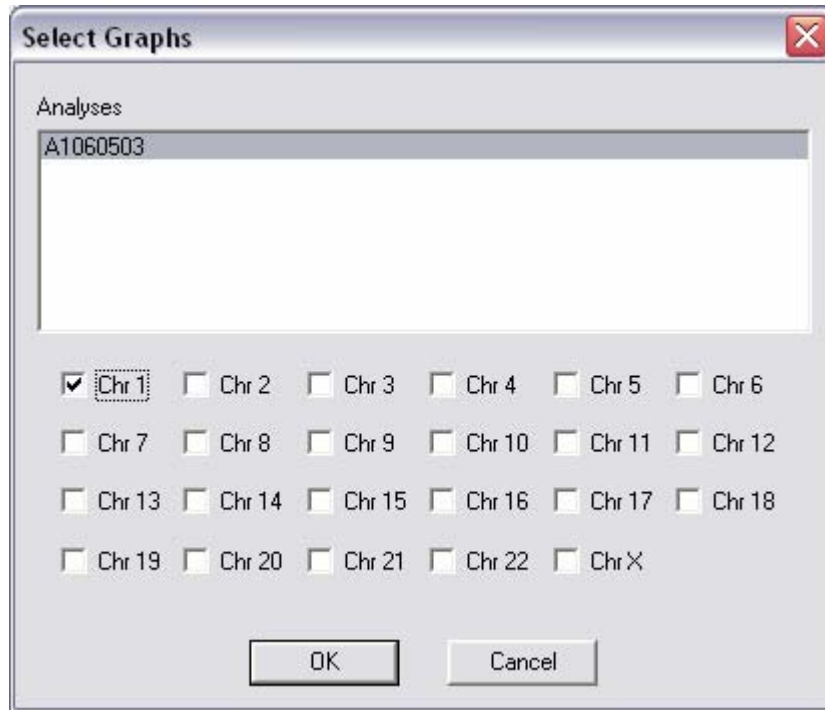 Select Graphs
Analyses
A1060503
Chr 1 Chr 2 Chr 3 Chr 4 Chr 5 Chr 6
Chr 7 Chr 8 Chr 9 Chr 10 Chr 11 Chr 12
Chr 13 Chr 14 Chr 15 Chr 16 Chr 17 Chr 18
Chr 19 Chr 20 Chr 21 Chr 22 Chr X
OK Cancel